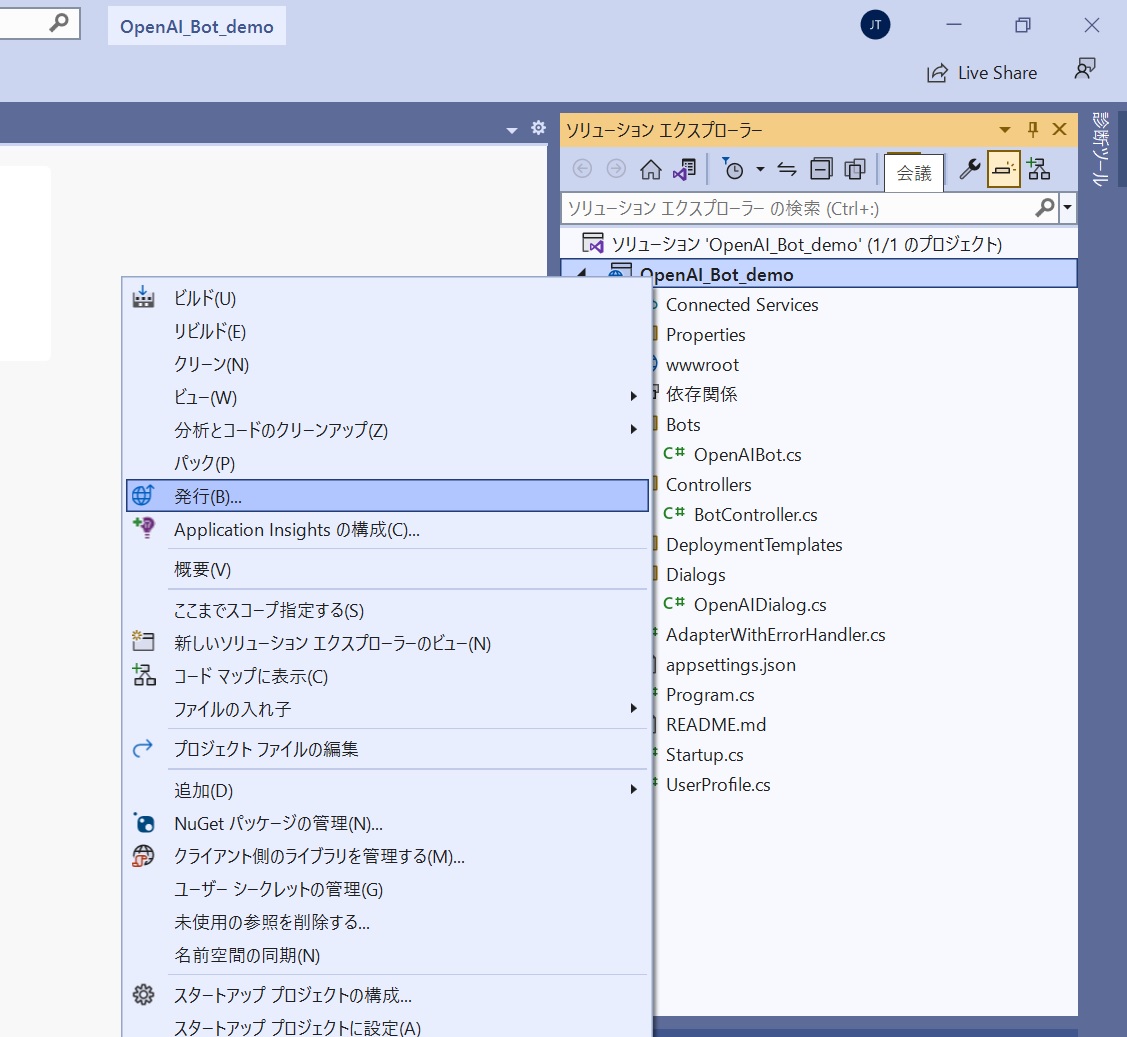 OpenAI_Bot_demo
JT
Live Share
ソリューション エクスプローラー
診断ツール
会議
ソリューション エクスプローラー の検索 (Ctrl+:)
ソリューション 'OpenAI_Bot_demo' (1/1 のプロジェクト)
OpenAI_Bot_demo
Connected Services
Properties
wwwroot
依存関係
Bots
C# OpenAIBot.cs
Controllers
C# BotController.cs
DeploymentTemplates
Dialogs
C# OpenAIDialog.cs
AdapterWithErrorHandler.cs
appsettings.json
Program.cs
README.md
Startup.cs
UserProfile.cs
ビルド(U)
リビルド(E)
クリーン(N)
ビュー(W)
分析とコードのクリーンアップ(Z)
パック(P)
発行(B)...
Application Insights の構成(C)...
概要(V)
ここまでスコープ指定する(S)
新しいソリューション エクスプローラーのビュー(N)
コード マップに表示(C)
ファイルの入れ子
プロジェクト ファイルの編集
追加(D)
NuGet パッケージの管理(N)...
クライアント側のライブラリを管理する(M)...
ユーザー シークレットの管理(G)
未使用の参照を削除する...
名前空間の同期(N)
スタートアップ プロジェクトの構成...
スタートアップ プロジェクトに設定(A)